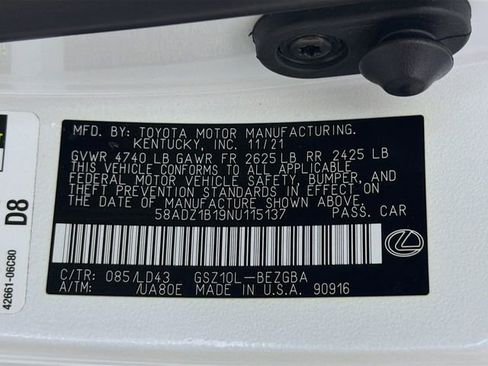 MFD. BY: TOYOTA MOTOR MANUFACTURING.
KENTUCKY, INC. 11/21
GVWR 4740 LB GAWR FR 2625 LB RR 2425 LB
THIS VEHICLE CONFORMS TO ALL APPLICABLE
FEDERAL MOTOR VEHICLE SAFETY, BUMPER, AND
THEFT PREVENTION STANDARDS IN EFFECT ON
THE DATE OF MANUFACTURE SHOWN ABOVE.
58ADZ1B19NU115137 PASS. CAR
C/TR: 085/LD43 GSZ10L-BEZGBA
A/TM: /UA80E MADE IN U.S.A. 90916
42661-06C80
D8